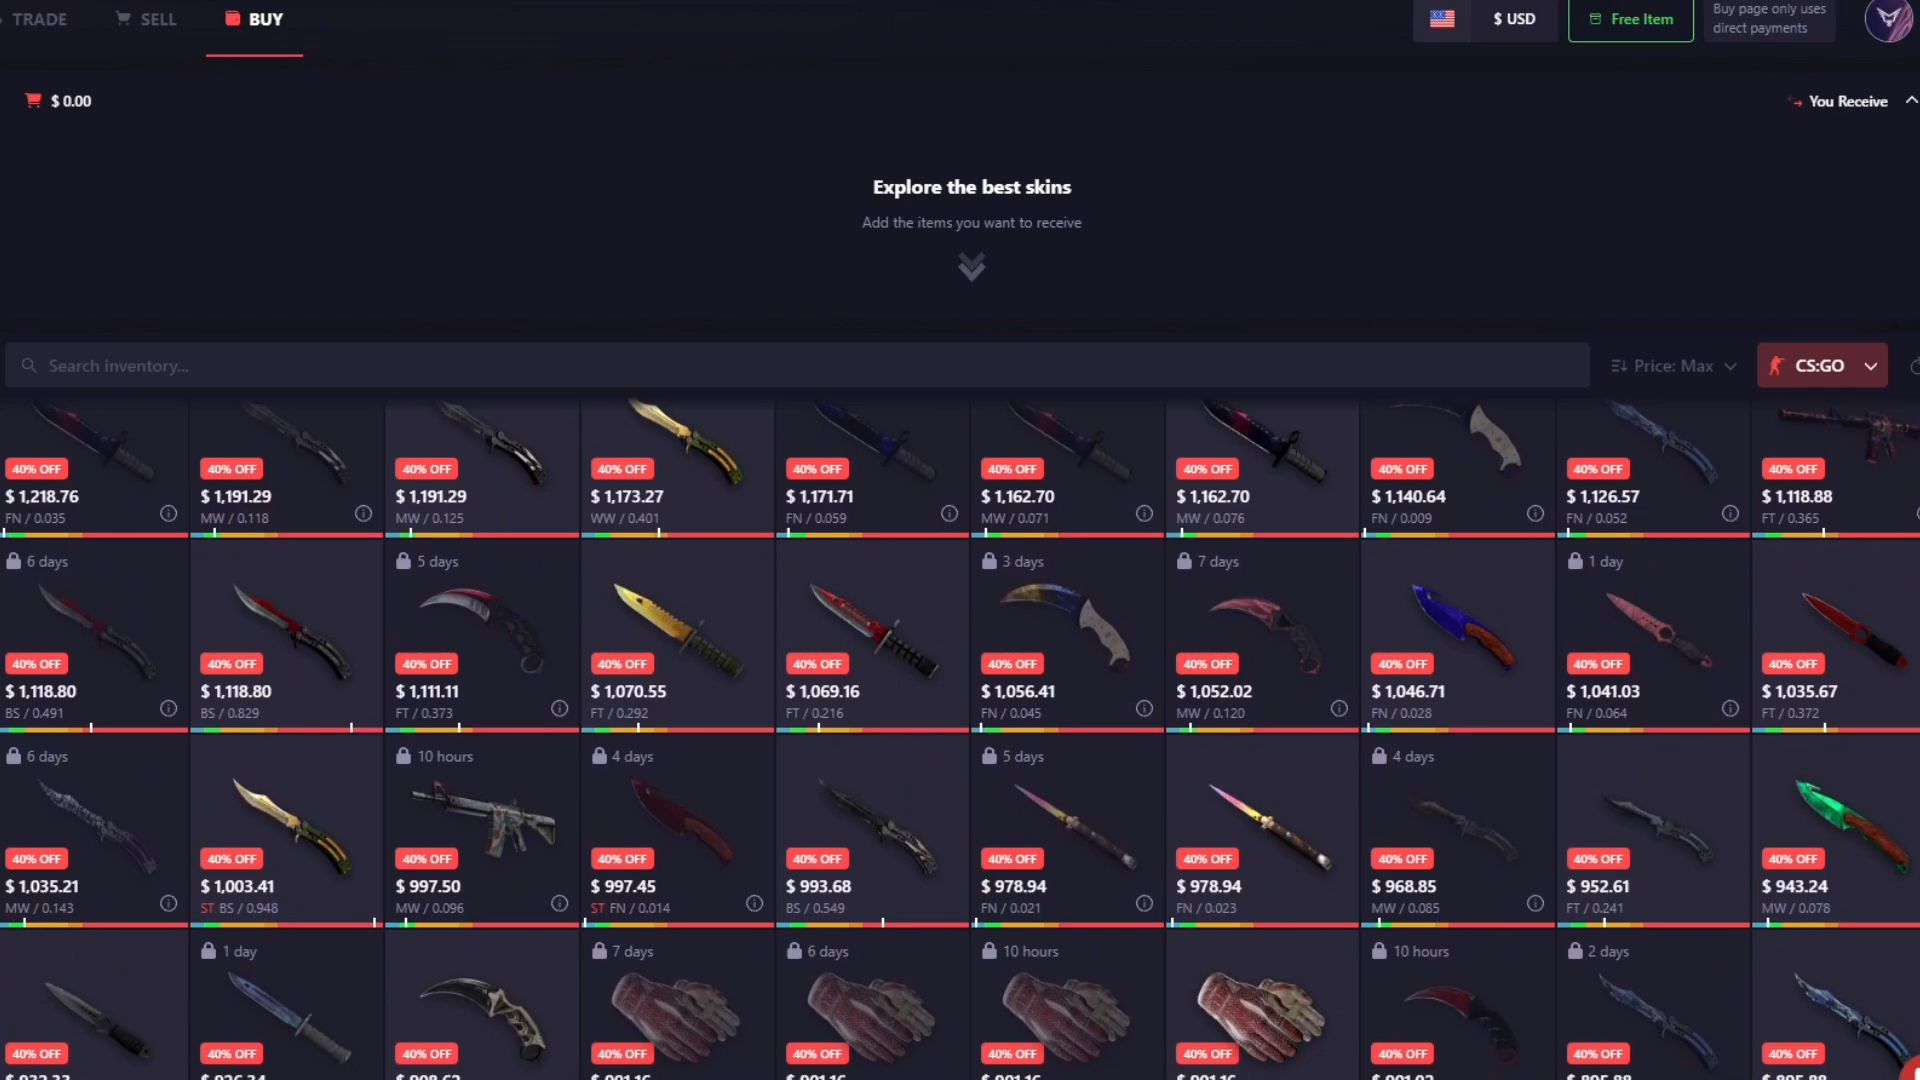 TRADE
SELL
BUY
$ USD
Free Item
Buy page only uses
direct payments
$ 0.00
You Receive
Explore the best skins
Add the items you want to receive
Search inventory...
Price: Max
CS:GO
40% OFF 40% OFF 40% OFF 40% OFF 40% OFF 40% OFF 40% OFF 40% OFF 40% OFF 40% OFF
$ 1,218.76 $ 1,191.29 $ 1,191.29 $ 1,173.27 $ 1,171.71 $ 1,162.70 $ 1,162.70 $ 1,140.64 $ 1,126.57 $ 1,118.88
FN / 0.035 MW / 0.118 MW / 0.125 WW / 0.401 FN / 0.059 MW / 0.071 MW / 0.076 FN / 0.009 FN / 0.052 FT / 0.365
6 days 5 days 3 days 7 days 1 day
40% OFF 40% OFF 40% OFF 40% OFF 40% OFF 40% OFF 40% OFF 40% OFF 40% OFF 40% OFF
$ 1,118.80 $ 1,118.80 $ 1,111.11 $ 1,070.55 $ 1,069.16 $ 1,056.41 $ 1,052.02 $ 1,046.71 $ 1,041.03 $ 1,035.67
BS / 0.491 BS / 0.829 FT / 0.373 FT / 0.292 FT / 0.216 FN / 0.045 MW / 0.120 FN / 0.028 FN / 0.064 FT / 0.372
6 days 10 hours 4 days 5 days 4 days
40% OFF 40% OFF 40% OFF 40% OFF 40% OFF 40% OFF 40% OFF 40% OFF 40% OFF 40% OFF
$ 1,035.21 $ 1,003.41 $ 997.50 $ 997.45 $ 993.68 $ 978.94 $ 978.94 $ 968.85 $ 952.61 $ 943.24
MW / 0.143 ST BS / 0.948 MW / 0.096 ST FN / 0.014 BS / 0.549 FN / 0.021 FN / 0.023 MW / 0.085 FT / 0.241 MW / 0.078
1 day 7 days 6 days 10 hours 10 hours 2 days
40% OFF 40% OFF 40% OFF 40% OFF 40% OFF 40% OFF 40% OFF 40% OFF 40% OFF 40% OFF